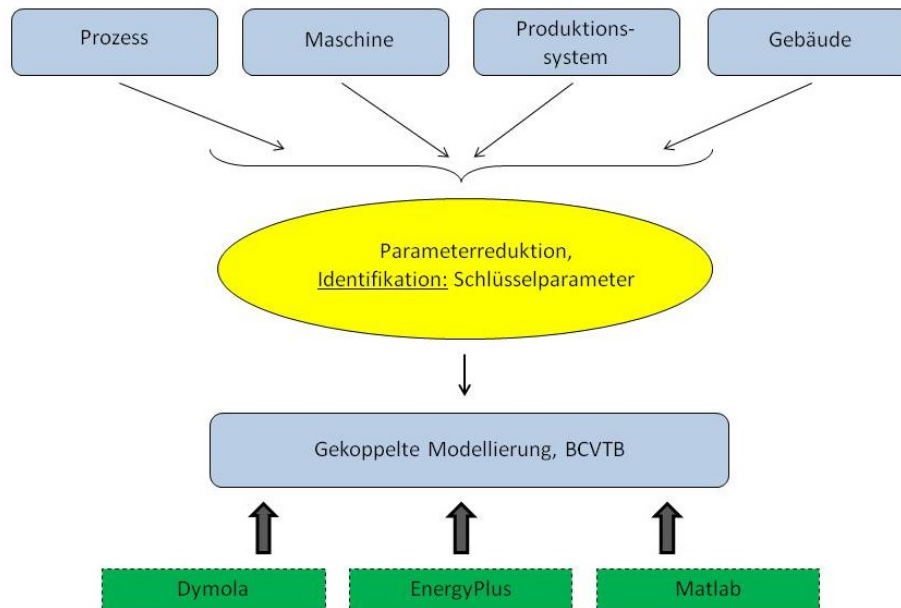 Prozess
Maschine
Produktions-
system
Gebäude
Parameterreduktion,
Identifikation: Schlüsselparameter
Gekoppelte Modellierung, BCVTB
Dymola
EnergyPlus
Matlab